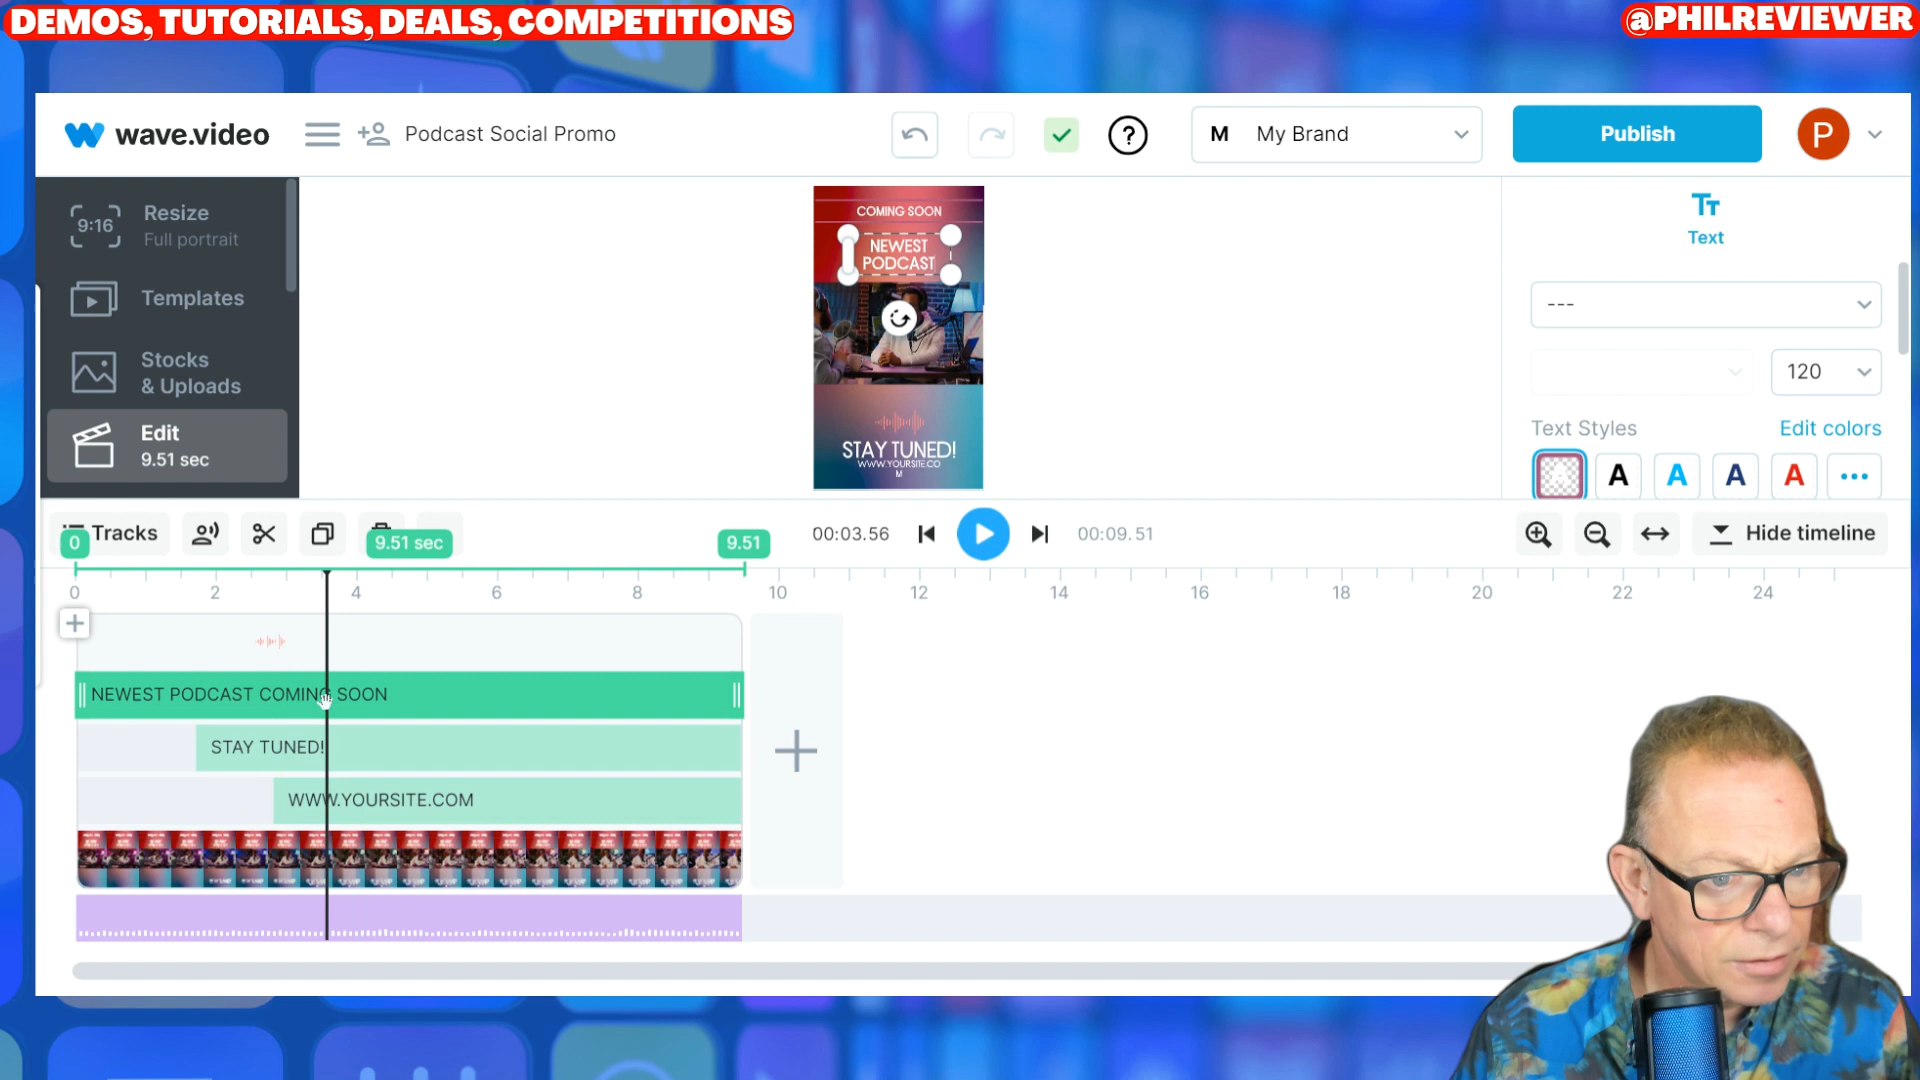 DEMOS, TUTORIALS, DEALS, COMPETITIONS
@PHILREVIEWER
wave.video
Podcast Social Promo
?
M My Brand
Publish
P
9:16
Resize
Full portrait
Templates
Stocks
& Uploads
Edit
9.51 sec
COMING SOON
NEWEST
PODCAST
STAY TUNED!
WWW.YOURSITE.CO
M
Text
---
120
Text Styles
Edit colors
A A A A
Tracks
0
9.51 sec
9.51
00:03.56
00:09.51
Hide timeline
0 2 4 6 8 10 12 14 16 18 20 22 24
NEWEST PODCAST COMING SOON
STAY TUNED!
WWW.YOURSITE.COM